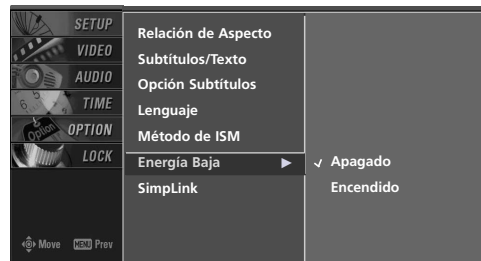 SETUP
VIDEO
AUDIO
TIME
OPTION
LOCK
Relación de Aspecto
Subtítulos/Texto
Opción Subtítulos
Lenguaje
Método de ISM
Energía Baja ▶
SimpLink
✓ Apagado
Encendido
Option
Move MENU Prev